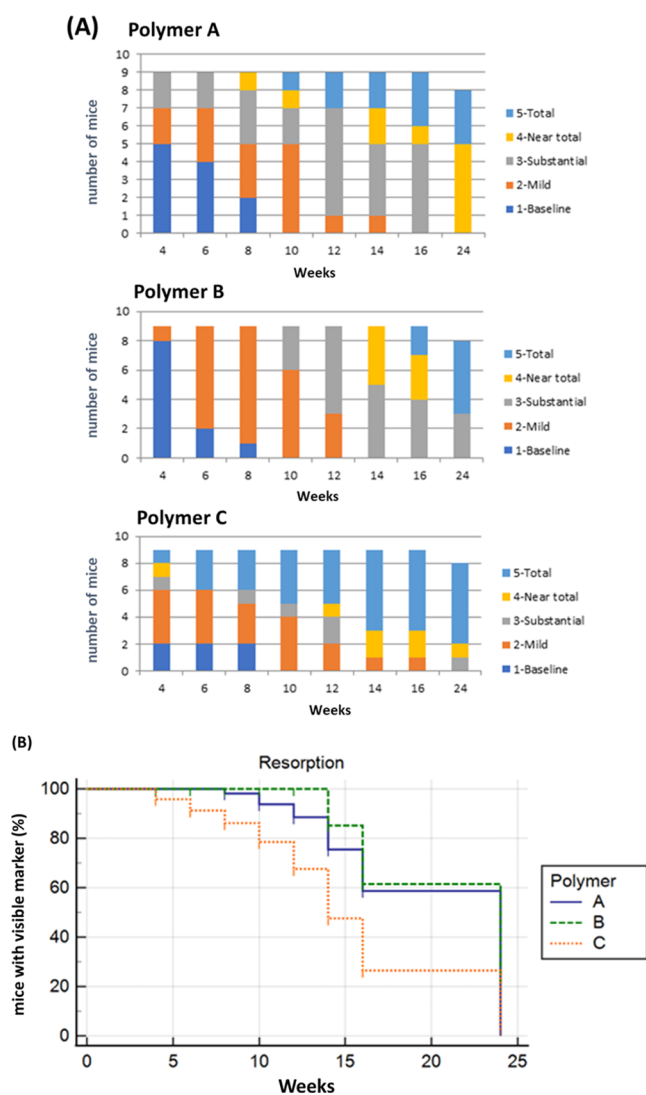 (A)
Polymer A
number of mice
10
9
8
7
6
5
4
3
2
1
0
4 6 8 10 12 14 16 24
Weeks
5-Total
4-Near total
3-Substantial
2-Mild
1-Baseline
Polymer B
number of mice
10
8
6
4
2
0
4 6 8 10 12 14 16 24
Weeks
5-Total
4-Near total
3-Substantial
2-Mild
1-Baseline
Polymer C
number of mice
10
8
6
4
2
0
4 6 8 10 12 14 16 24
Weeks
5-Total
4-Near total
3-Substantial
2-Mild
1-Baseline
(B)
Resorption
mice with visible marker (%)
100
80
60
40
20
0
0 5 10 15 20 25
Weeks
Polymer
A
B
C